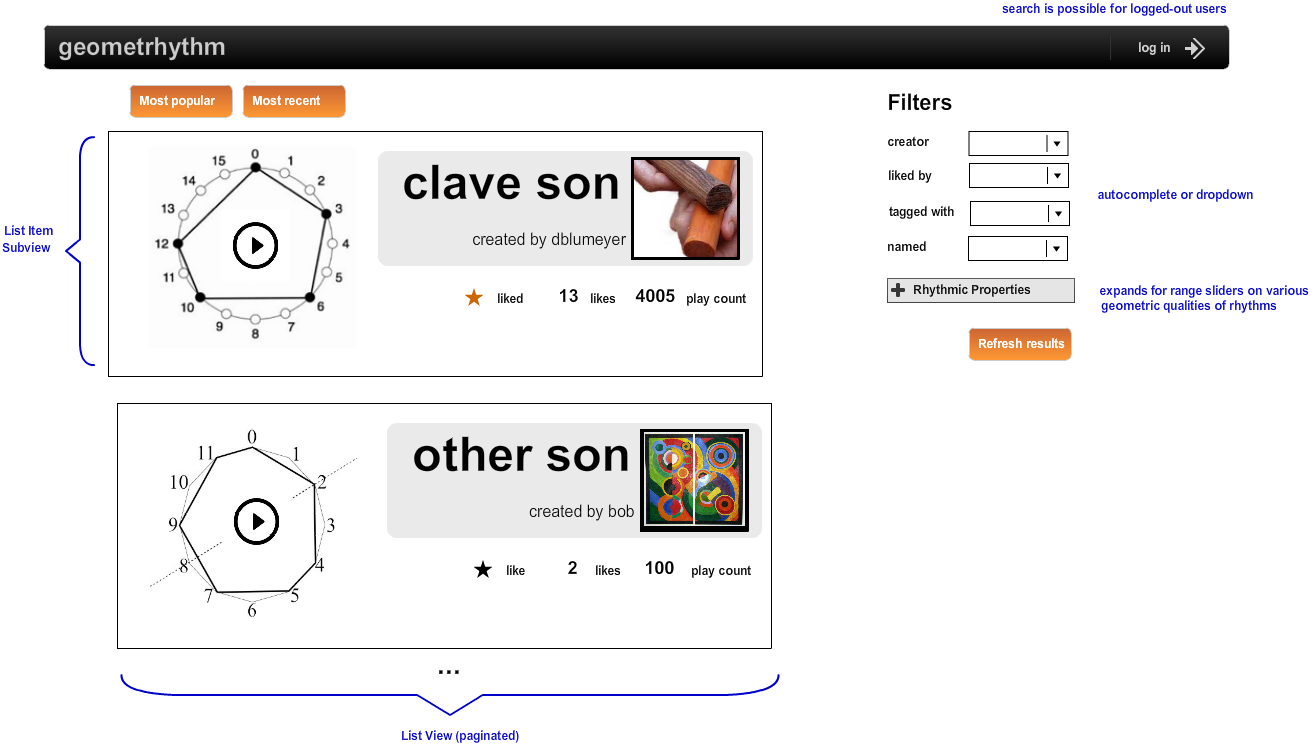 search is possible for logged-out users
geometrhythm
log in
Most popular
Most recent
List Item
Subview
0
1
2
3
4
5
6
7
8
9
10
11
12
13
14
15
clave son
created by dblumeyer
liked
13 likes
4005 play count
0
1
2
3
4
5
6
7
8
9
10
11
other son
created by bob
like
2 likes
100 play count
...
List View (paginated)
Filters
creator
liked by
tagged with
named
autocomplete or dropdown
Rhythmic Properties
expands for range sliders on various
geometric qualities of rhythms
Refresh results